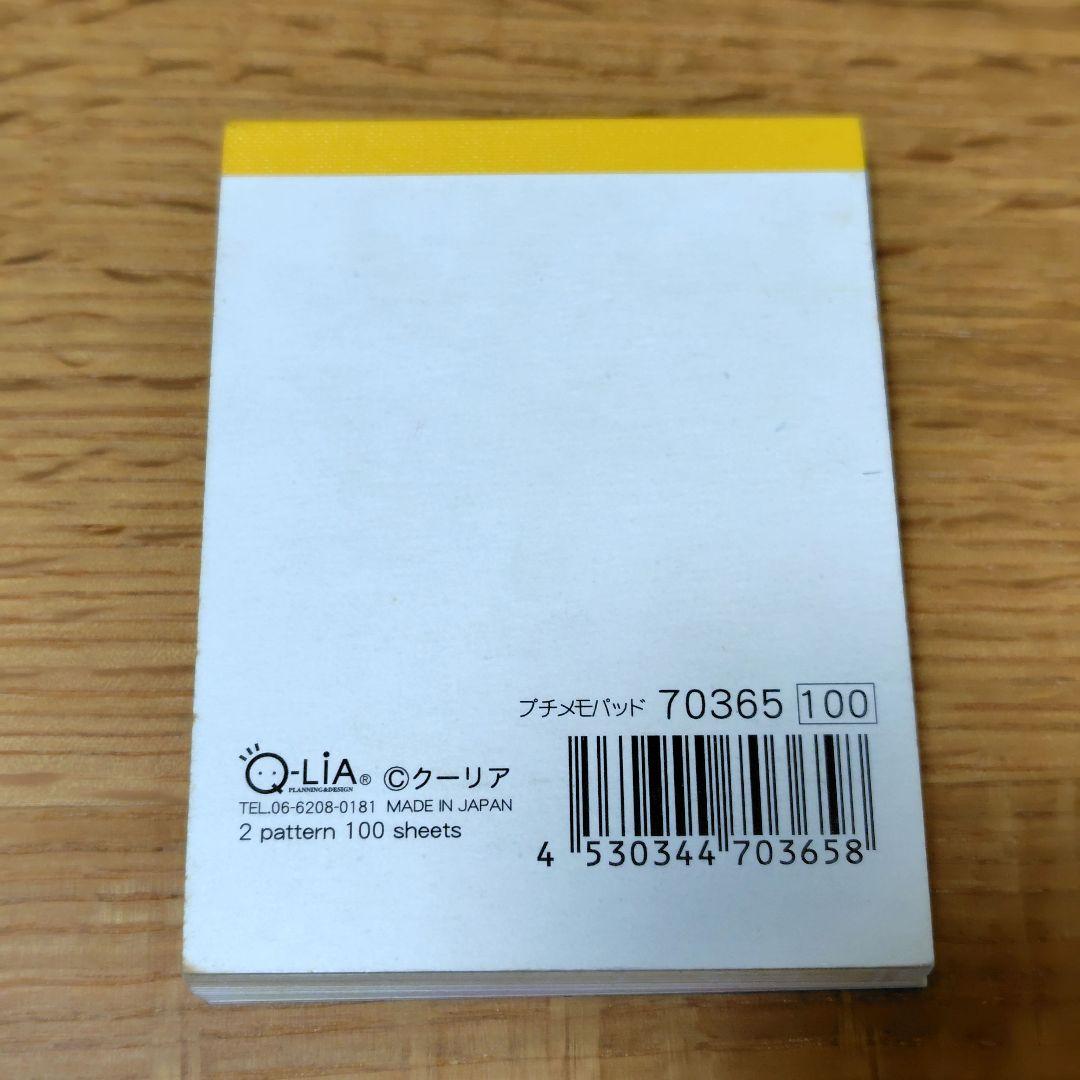 プチメモパッド 70365 100
Q-LiA® ©クーリア
PLANNING&DESIGN
TEL.06-6208-0181 MADE IN JAPAN
2 pattern 100 sheets
4 530344 703658